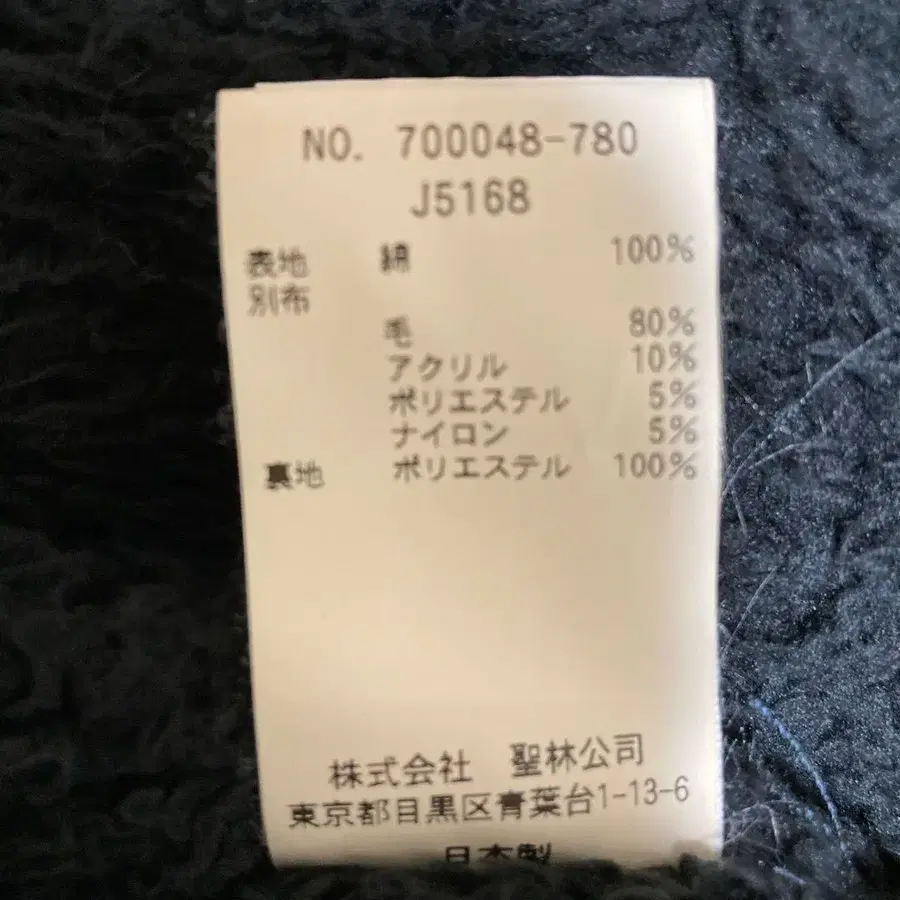 NO. 700048-780
J5168
表地 綿 100%
別布
毛 80%
アクリル 10%
ポリエステル 5%
ナイロン 5%
裏地 ポリエステル 100%
株式会社 聖林公司
東京都目黒区青葉台1-13-6
日本製